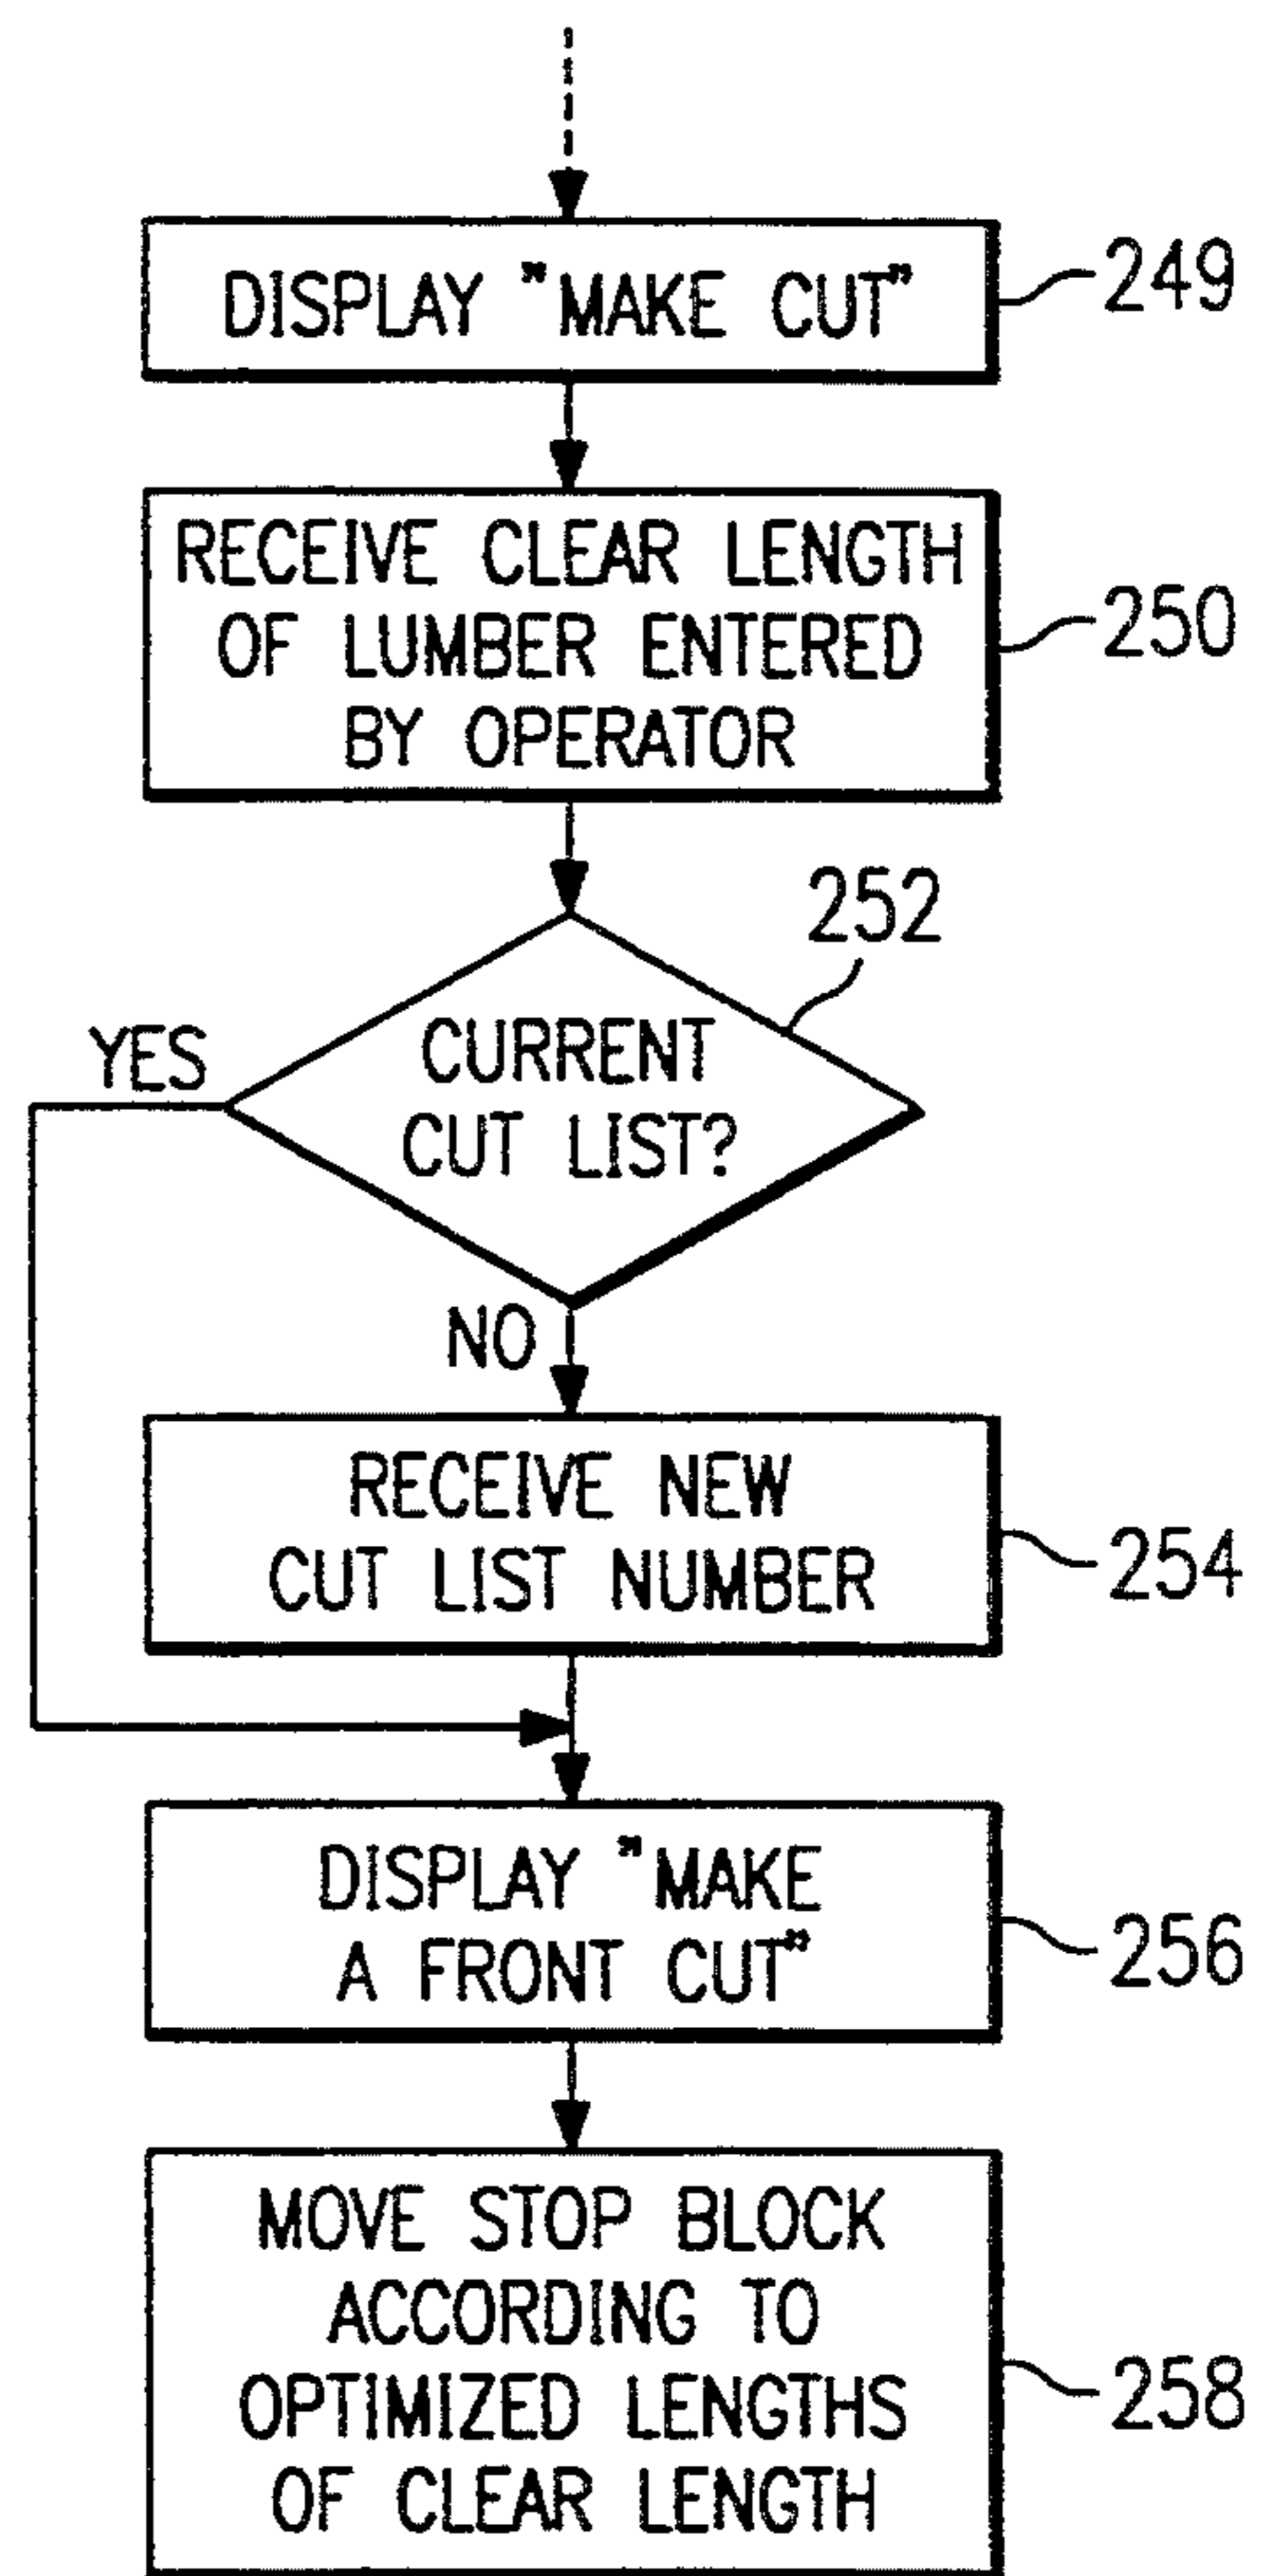 DISPLAY "MAKE CUT"
249
RECEIVE CLEAR LENGTH
OF LUMBER ENTERED
BY OPERATOR
250
252
CURRENT
CUT LIST?
YES
NO
RECEIVE NEW
CUT LIST NUMBER
254
DISPLAY "MAKE
A FRONT CUT"
256
MOVE STOP BLOCK
ACCORDING TO
OPTIMIZED LENGTHS
OF CLEAR LENGTH
258